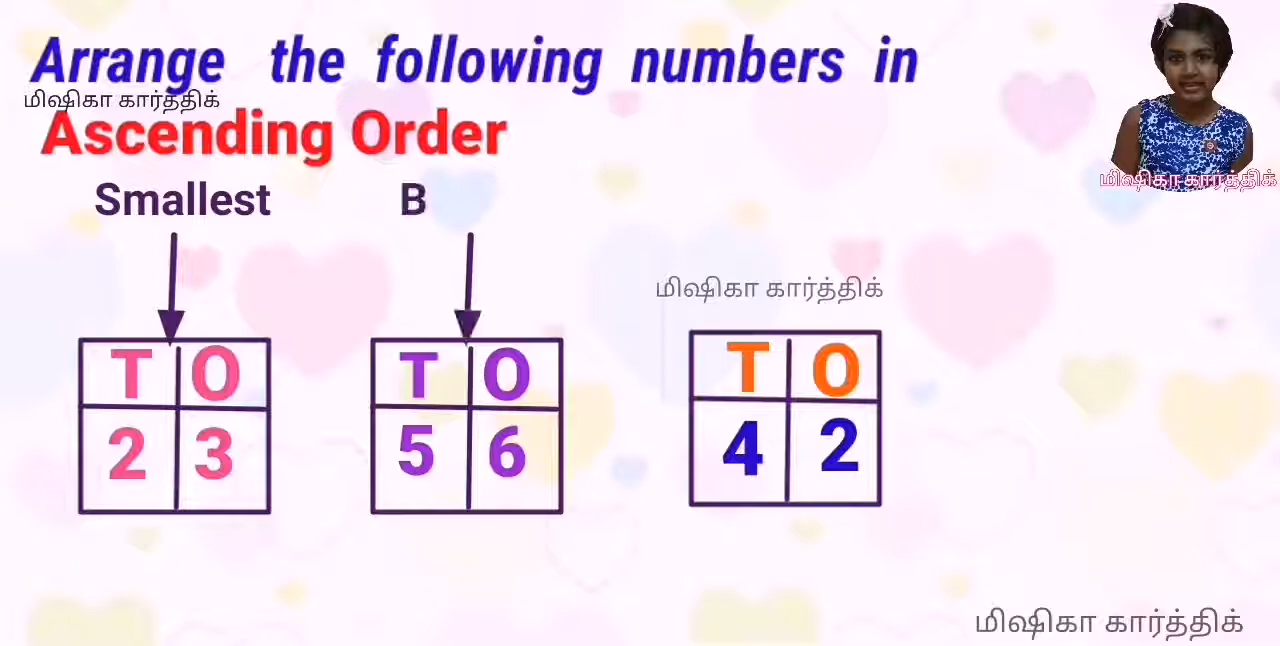 Arrange the following numbers in
மிஷிகா கார்த்திக்
Ascending Order
மிஷிகா கார்த்திக்
Smallest B
மிஷிகா கார்த்திக்
T O T O T O
2 3 5 6 4 2
மிஷிகா கார்த்திக்